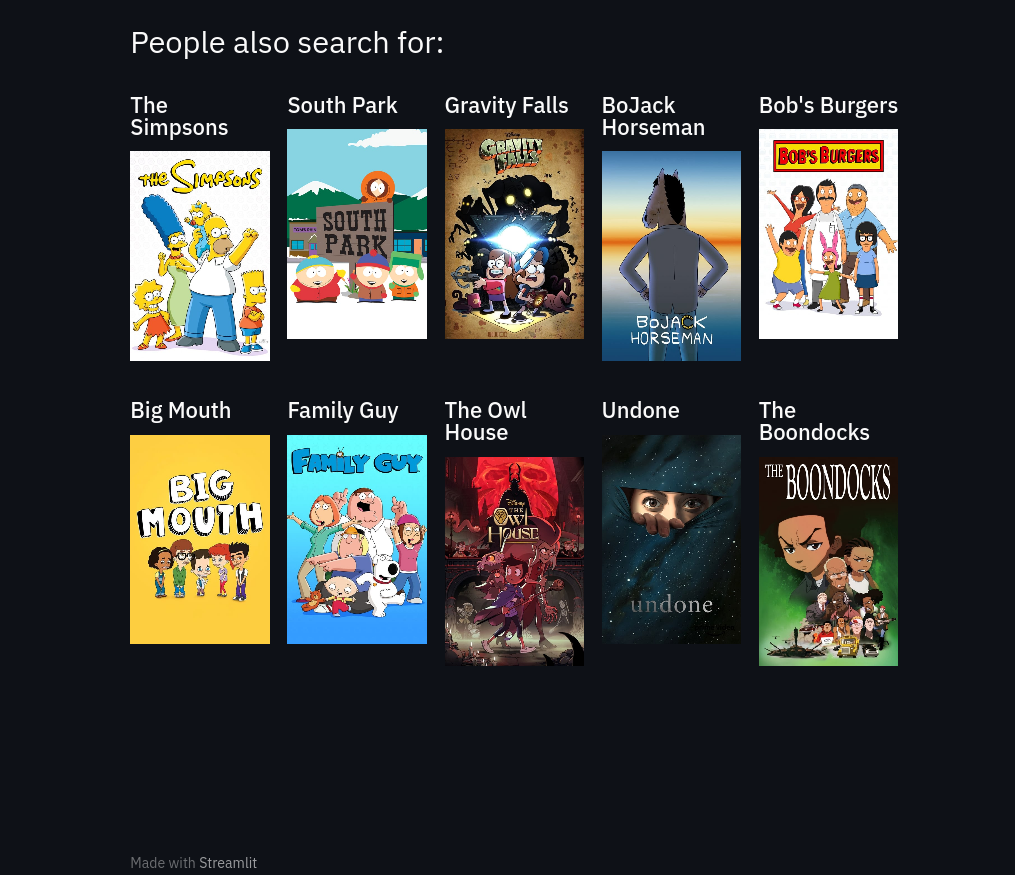 People also search for:
The
Simpsons
South Park
Gravity Falls
BoJack
Horseman
Bob's Burgers
THE SIMPSONS
SOUTH
PARK
Disney
GRAVITY
FALLS
BOJACK
HORSEMAN
BOB'S BURGERS
Big Mouth
Family Guy
The Owl
House
Undone
The
Boondocks
BIG
MOUTH
FAMILY GUY
Disney
THE
OWL
HOUSE
undone
THE BOONDOCKS
Made with Streamlit